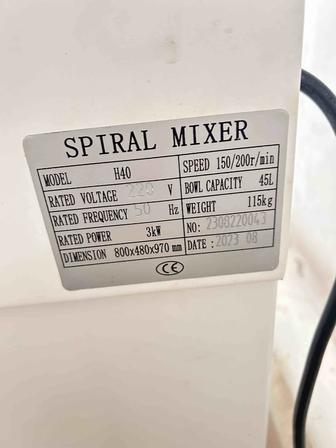 SPIRAL MIXER
MODEL H40
RATED VOLTAGE 220 V
RATED FREQUENCY 50 Hz
RATED POWER 3kW
DIMENSION 800x480x970 mm
SPEED 150/200r/min
BOWL CAPACITY 45L
WEIGHT 115kg
NO: 2308220043
DATE: 2023 08
CE